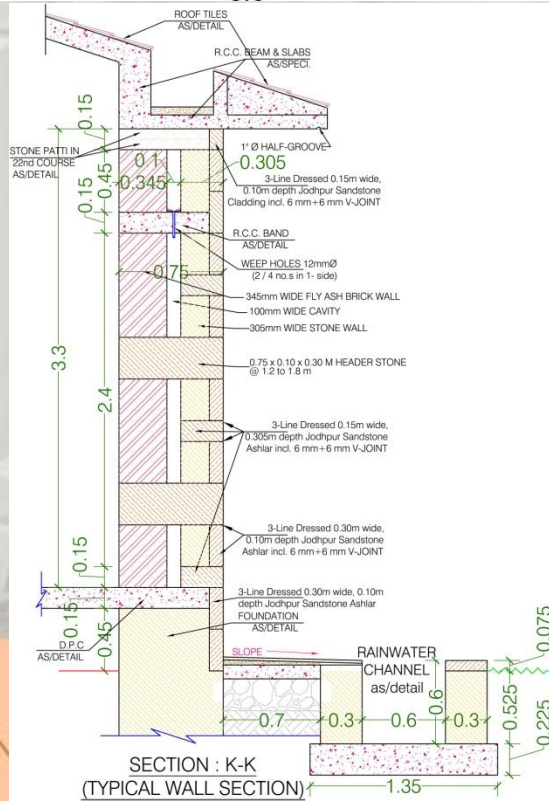 ROOF TILES
AS/DETAIL
R.C.C. BEAM & SLABS
AS/SPECI.
0.15
STONE PATTI IN
22nd COURSE
AS/DETAIL
1" Ø HALF-GROOVE
0.1
0.305
0.345
0.45
3-Line Dressed 0.15m wide,
0.10m depth Jodhpur Sandstone
Cladding incl. 6 mm+6 mm V-JOINT
0.15
R.C.C. BAND
AS/DETAIL
WEEP HOLES 12mmØ
(2 / 4 no.s in 1- side)
0.75
345mm WIDE FLY ASH BRICK WALL
100mm WIDE CAVITY
305mm WIDE STONE WALL
3.3
2.4
0.75 x 0.10 x 0.30 M HEADER STONE
@ 1.2 to 1.8 m
3-Line Dressed 0.15m wide,
0.305m depth Jodhpur Sandstone
Ashlar incl. 6 mm+6 mm V-JOINT
3-Line Dressed 0.30m wide,
0.10m depth Jodhpur Sandstone
Ashlar incl. 6 mm+6 mm V-JOINT
0.15
3-Line Dressed 0.30m wide, 0.10m
depth Jodhpur Sandstone Ashlar
0.15
FOUNDATION
AS/DETAIL
D.P.C
AS/DETAIL
0.45
SLOPE
RAINWATER
CHANNEL
as/detail
0.075
0.6
0.525
0.7
0.3
0.6
0.3
0.225
1.35
SECTION : K-K
(TYPICAL WALL SECTION)